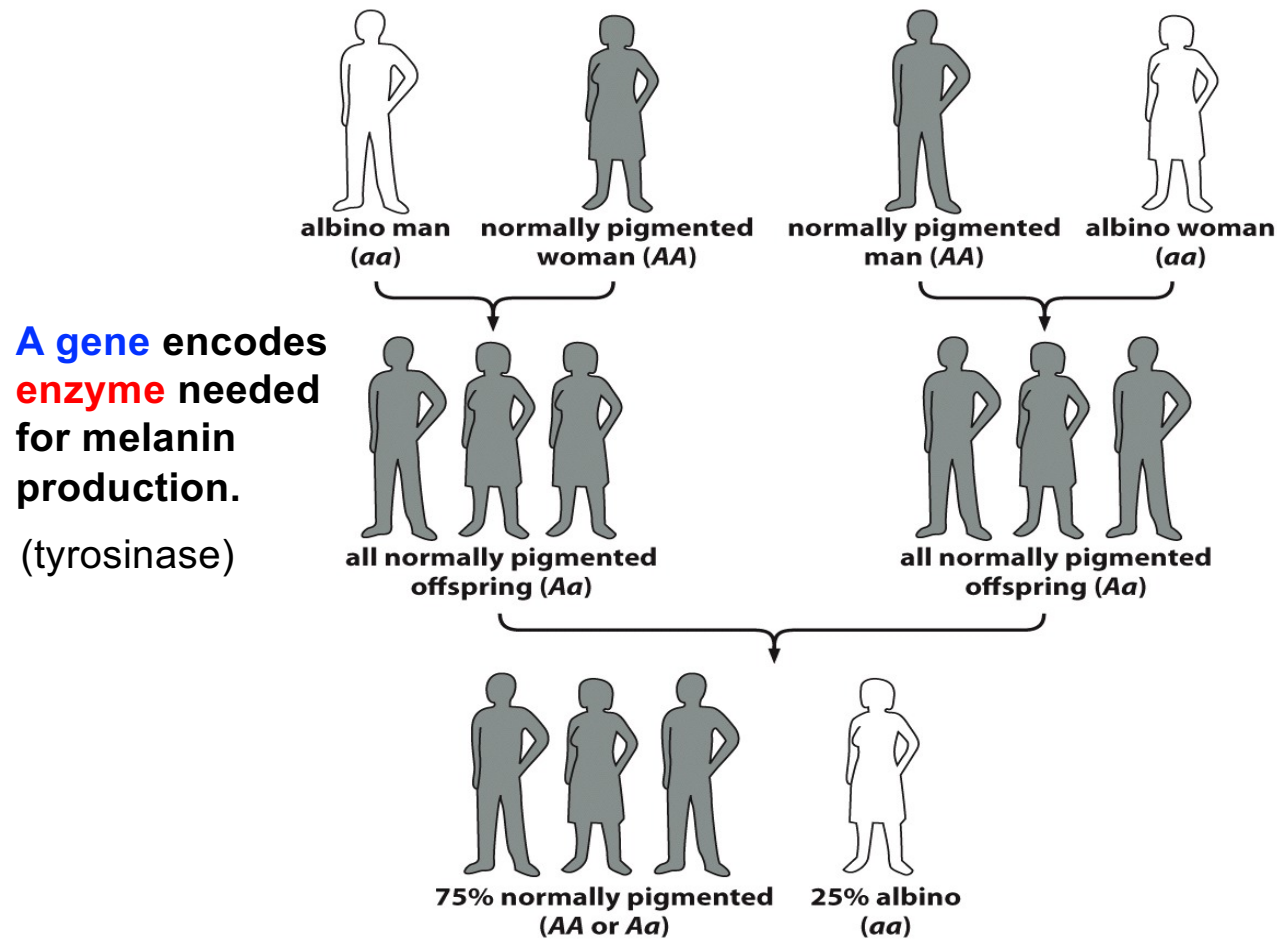 albino man
(aa)
normally pigmented
woman (AA)
normally pigmented
man (AA)
albino woman
(aa)
A gene encodes
enzyme needed
for melanin
production.
(tyrosinase)
all normally pigmented
offspring (Aa)
all normally pigmented
offspring (Aa)
75% normally pigmented
(AA or Aa)
25% albino
(aa)